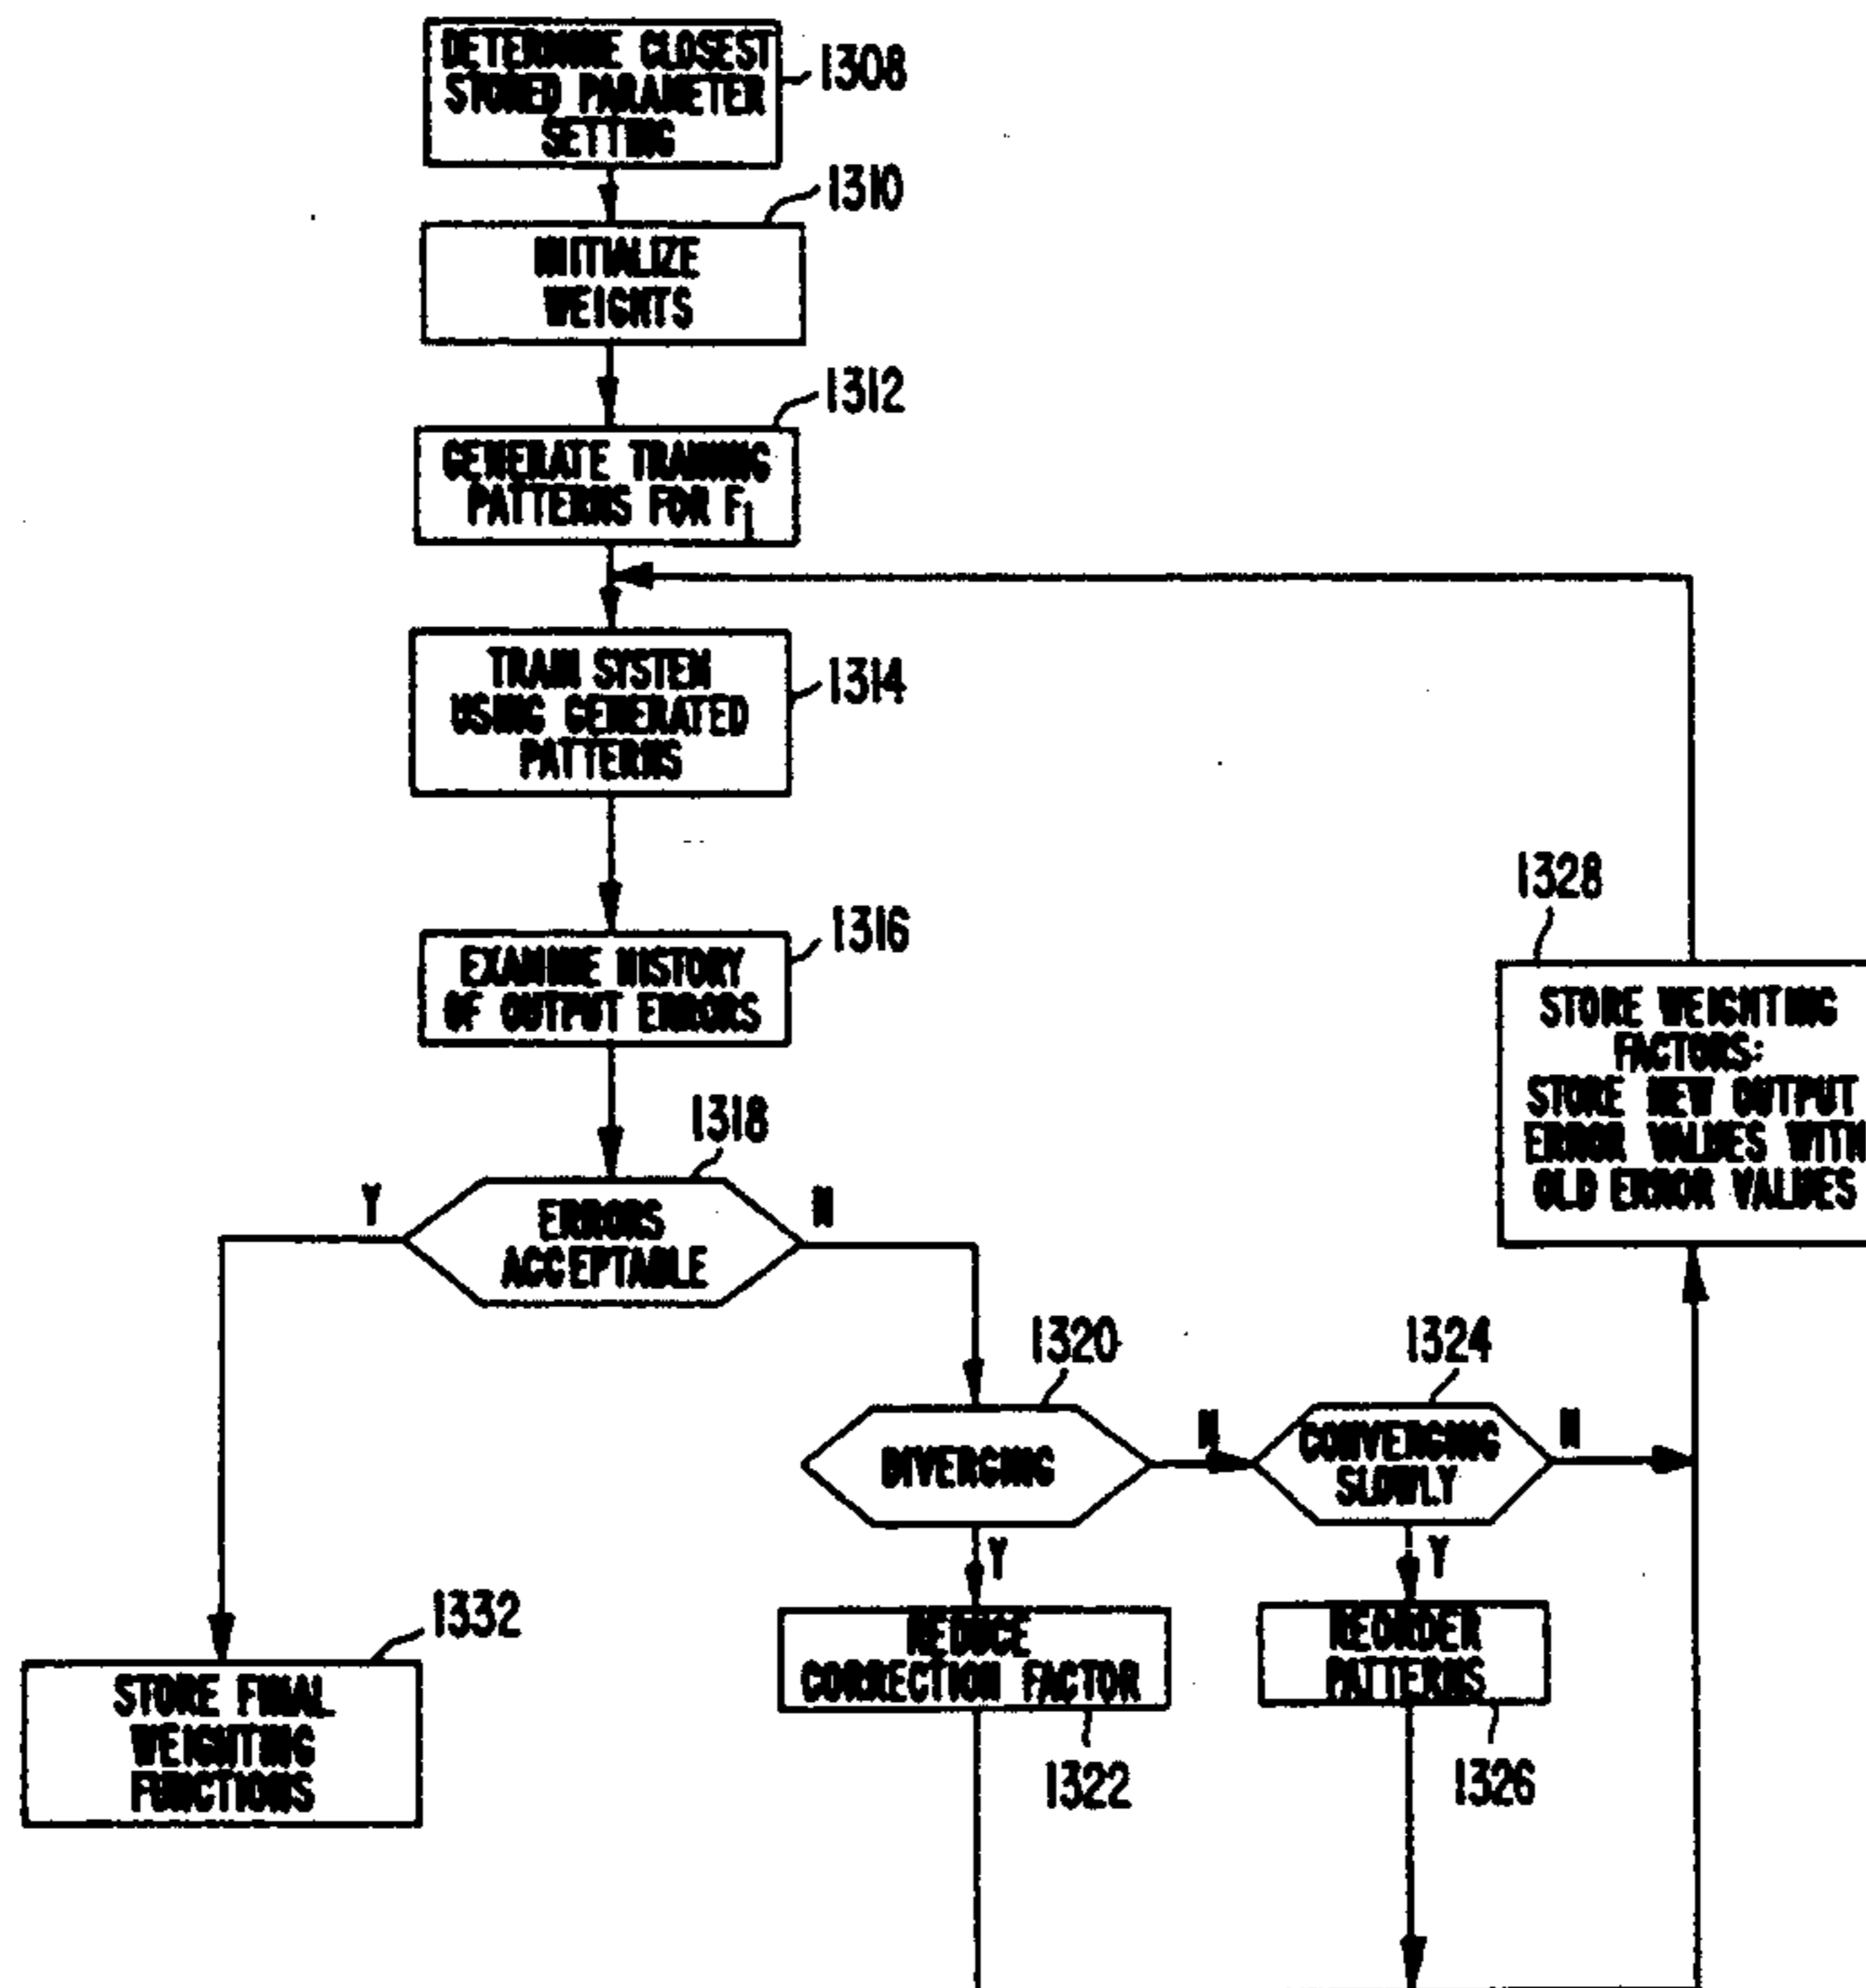 DETERMINE CLOSEST
STORED PARAMETER
SETTING
1308
1310
INITIALIZE
WEIGHTS
1312
GENERATE TRAINING
PATTERNS FOR F1
TRAIN SYSTEM
USING GENERATED
PATTERNS
1314
1316
EXAMINE HISTORY
OF OUTPUT ERRORS
1318
Y
ERRORS
ACCEPTABLE
N
1328
STORE WEIGHTING
FACTORS:
STORE NEW OUTPUT
ERROR VALUES WITH
OLD ERROR VALUES
1320
DIVERGING
N
Y
1324
CONVERGING
SLOWLY
N
Y
1332
STORE FINAL
WEIGHTING
FUNCTIONS
REDUCE
CORRECTION FACTOR
1322
REORDER
PATTERNS
1326